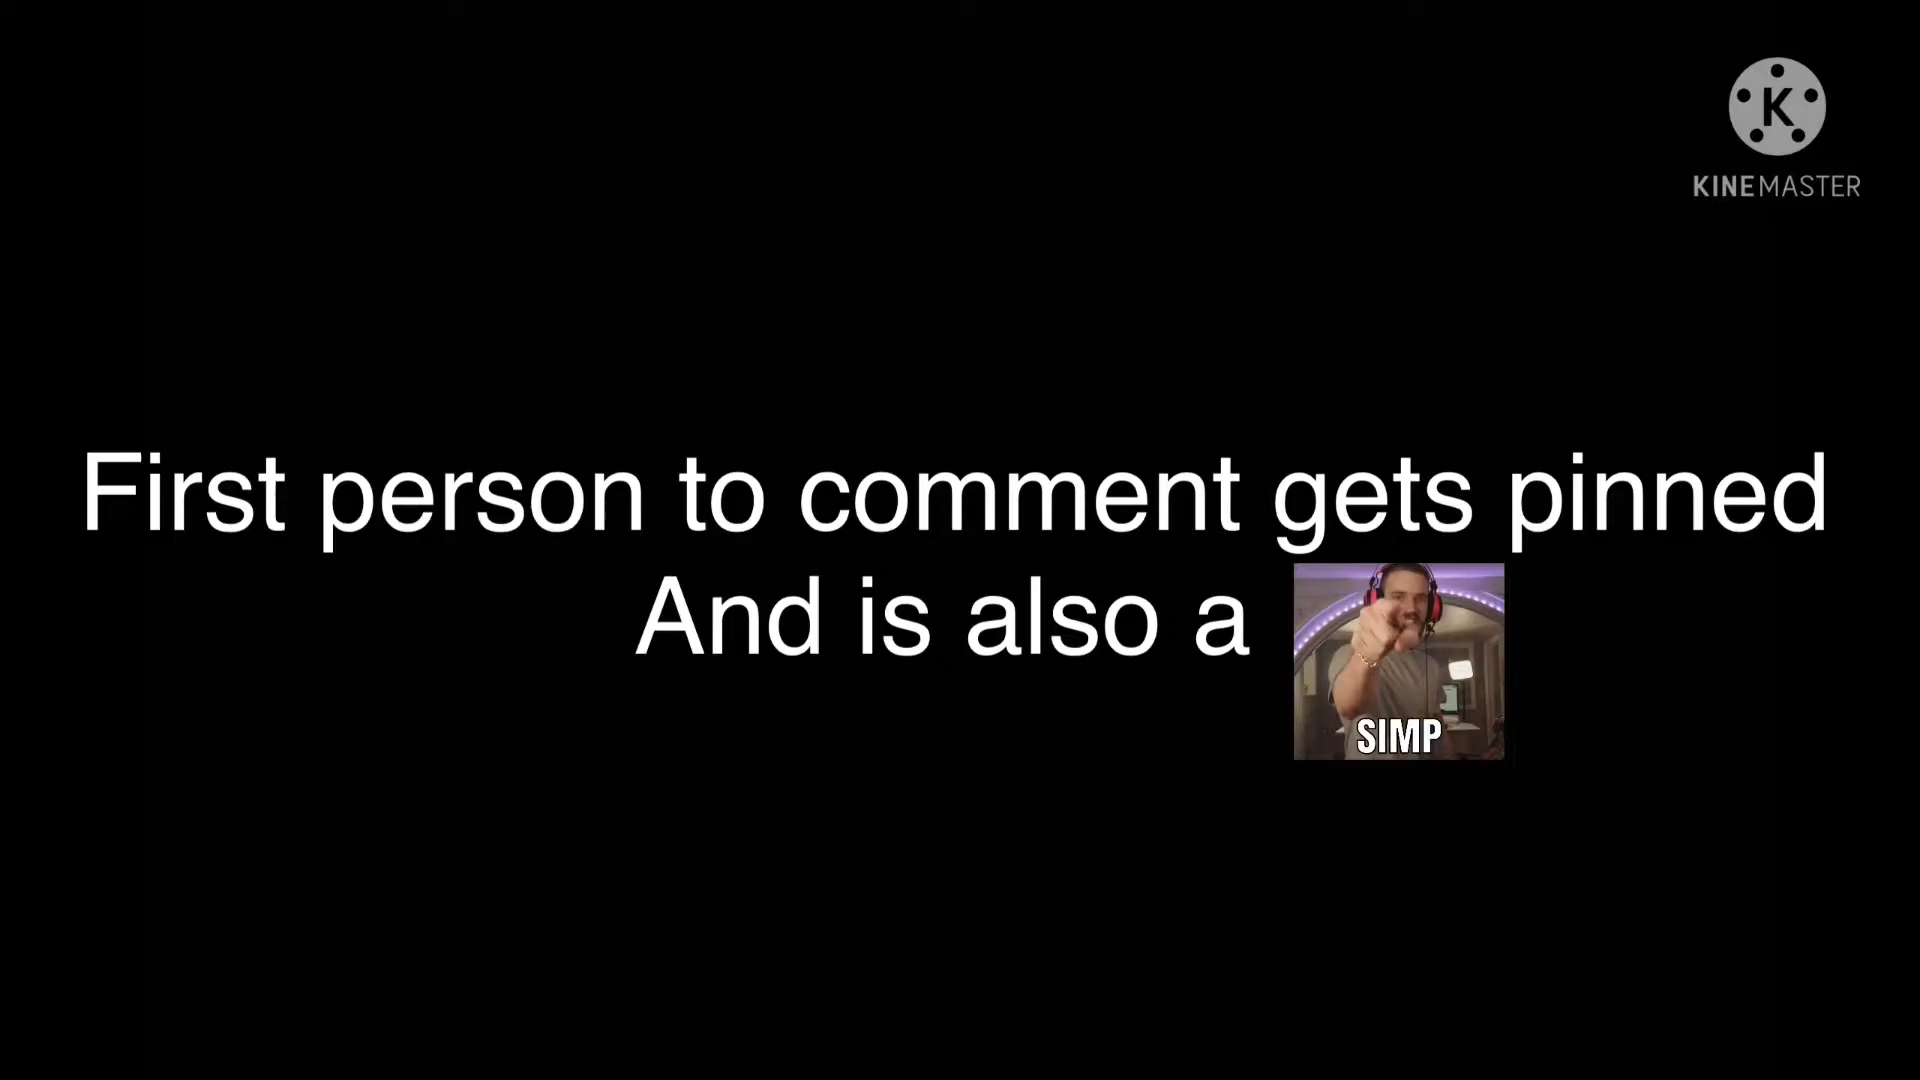 K
KINEMASTER
First person to comment gets pinned
And is also a
SIMP